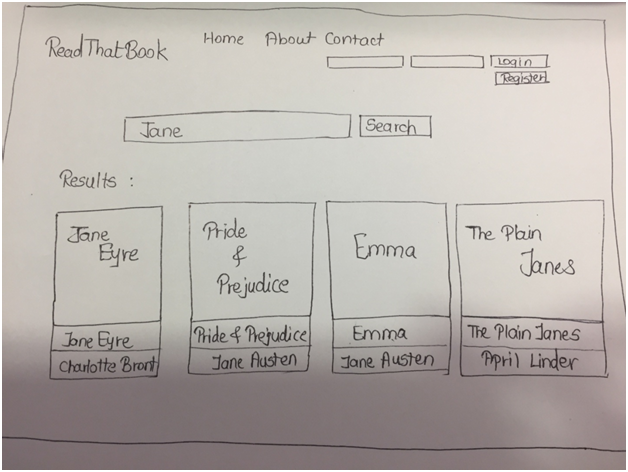 ReadThatBook
Home About Contact
Login
Register
Jane
Search
Results :
Jane
Eyre
Jane Eyre
Charlotte Bront
Pride
&
Prejudice
Pride & Prejudice
Jane Austen
Emma
Emma
Jane Austen
The Plain
Janes
The Plain Janes
April Linder